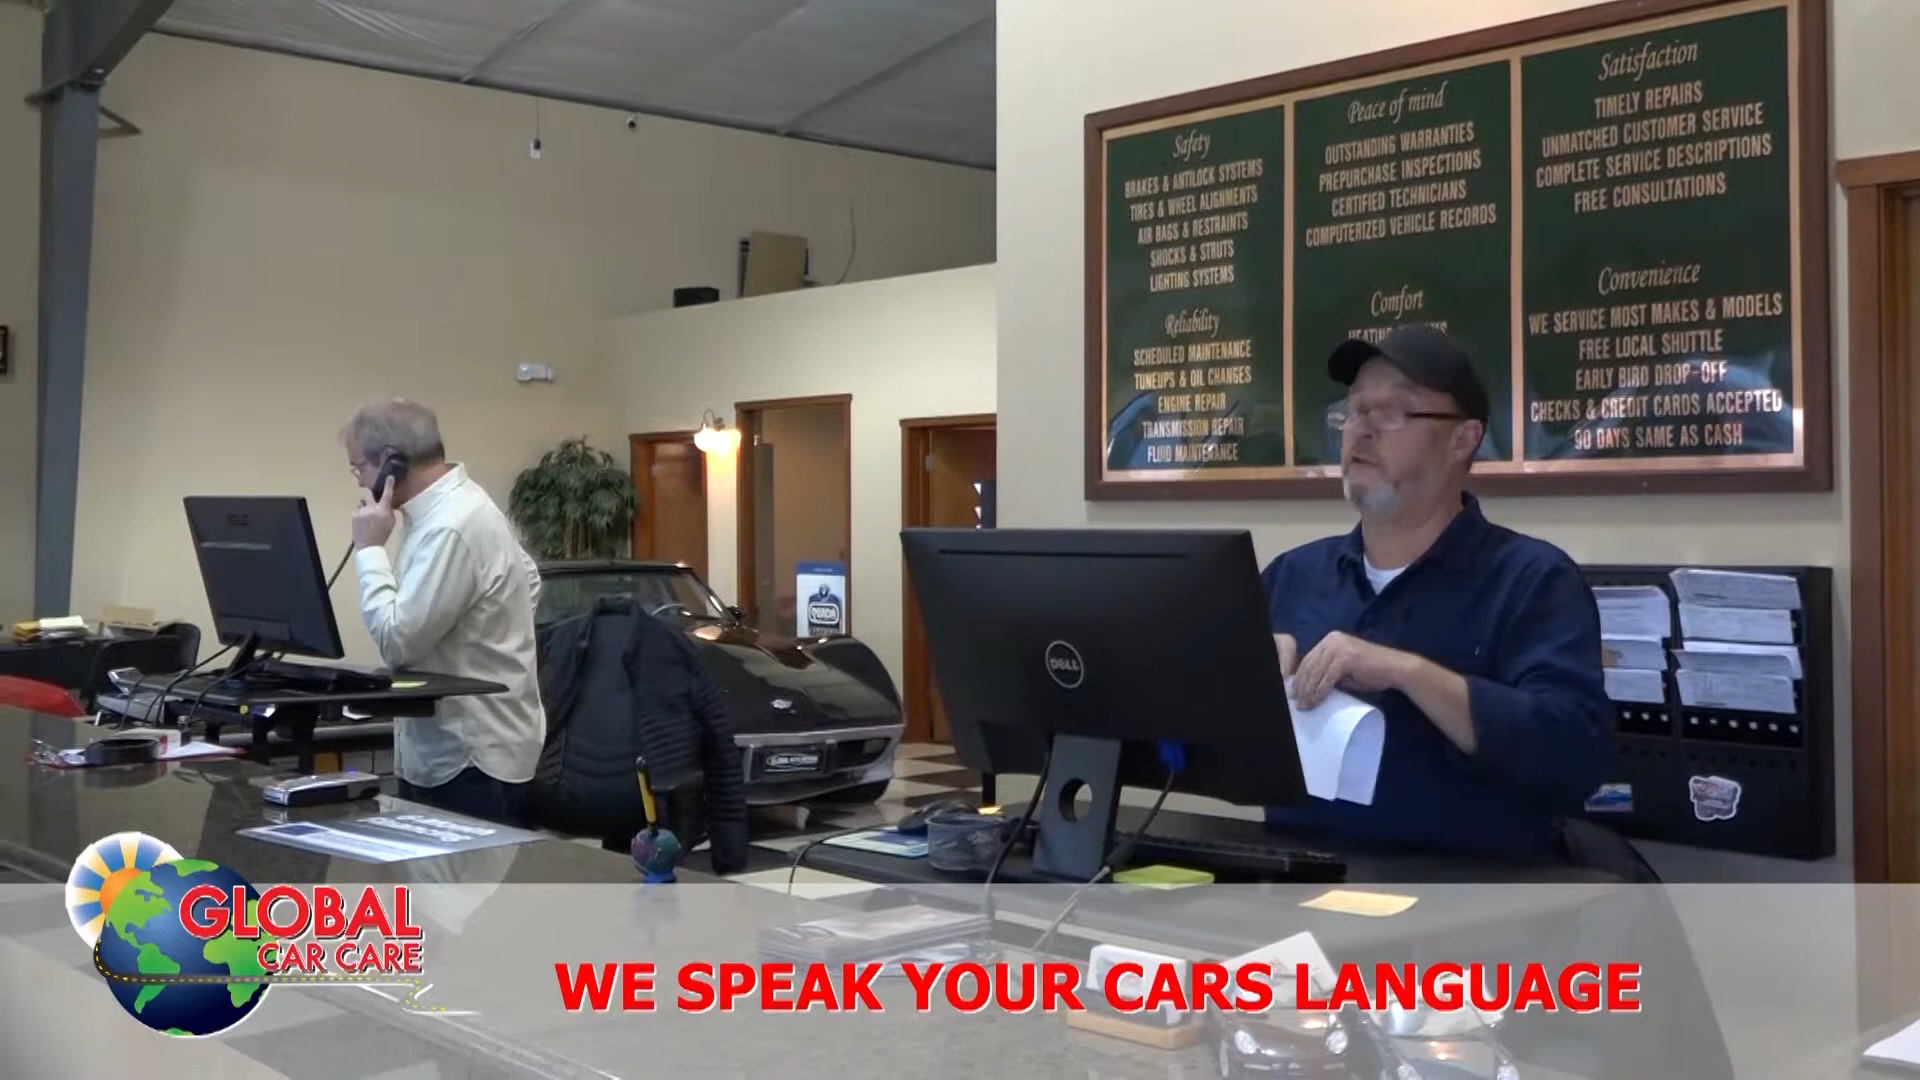 Safety
BRAKES & ANTILOCK SYSTEMS
TIRES & WHEEL ALIGNMENTS
AIR BAGS & RESTRAINTS
SHOCKS & STRUTS
LIGHTING SYSTEMS
Reliability
SCHEDULED MAINTENANCE
TUNEUPS & OIL CHANGES
ENGINE REPAIR
TRANSMISSION REPAIR
FLUID MAINTENANCE
Peace of mind
OUTSTANDING WARRANTIES
PREPURCHASE INSPECTIONS
CERTIFIED TECHNICIANS
COMPUTERIZED VEHICLE RECORDS
Comfort
HEATING
Satisfaction
TIMELY REPAIRS
UNMATCHED CUSTOMER SERVICE
COMPLETE SERVICE DESCRIPTIONS
FREE CONSULTATIONS
Convenience
WE SERVICE MOST MAKES & MODELS
FREE LOCAL SHUTTLE
EARLY BIRD DROP-OFF
CHECKS & CREDIT CARDS ACCEPTED
90 DAYS SAME AS CASH
DELL
GLOBAL
CAR CARE
WE SPEAK YOUR CARS LANGUAGE